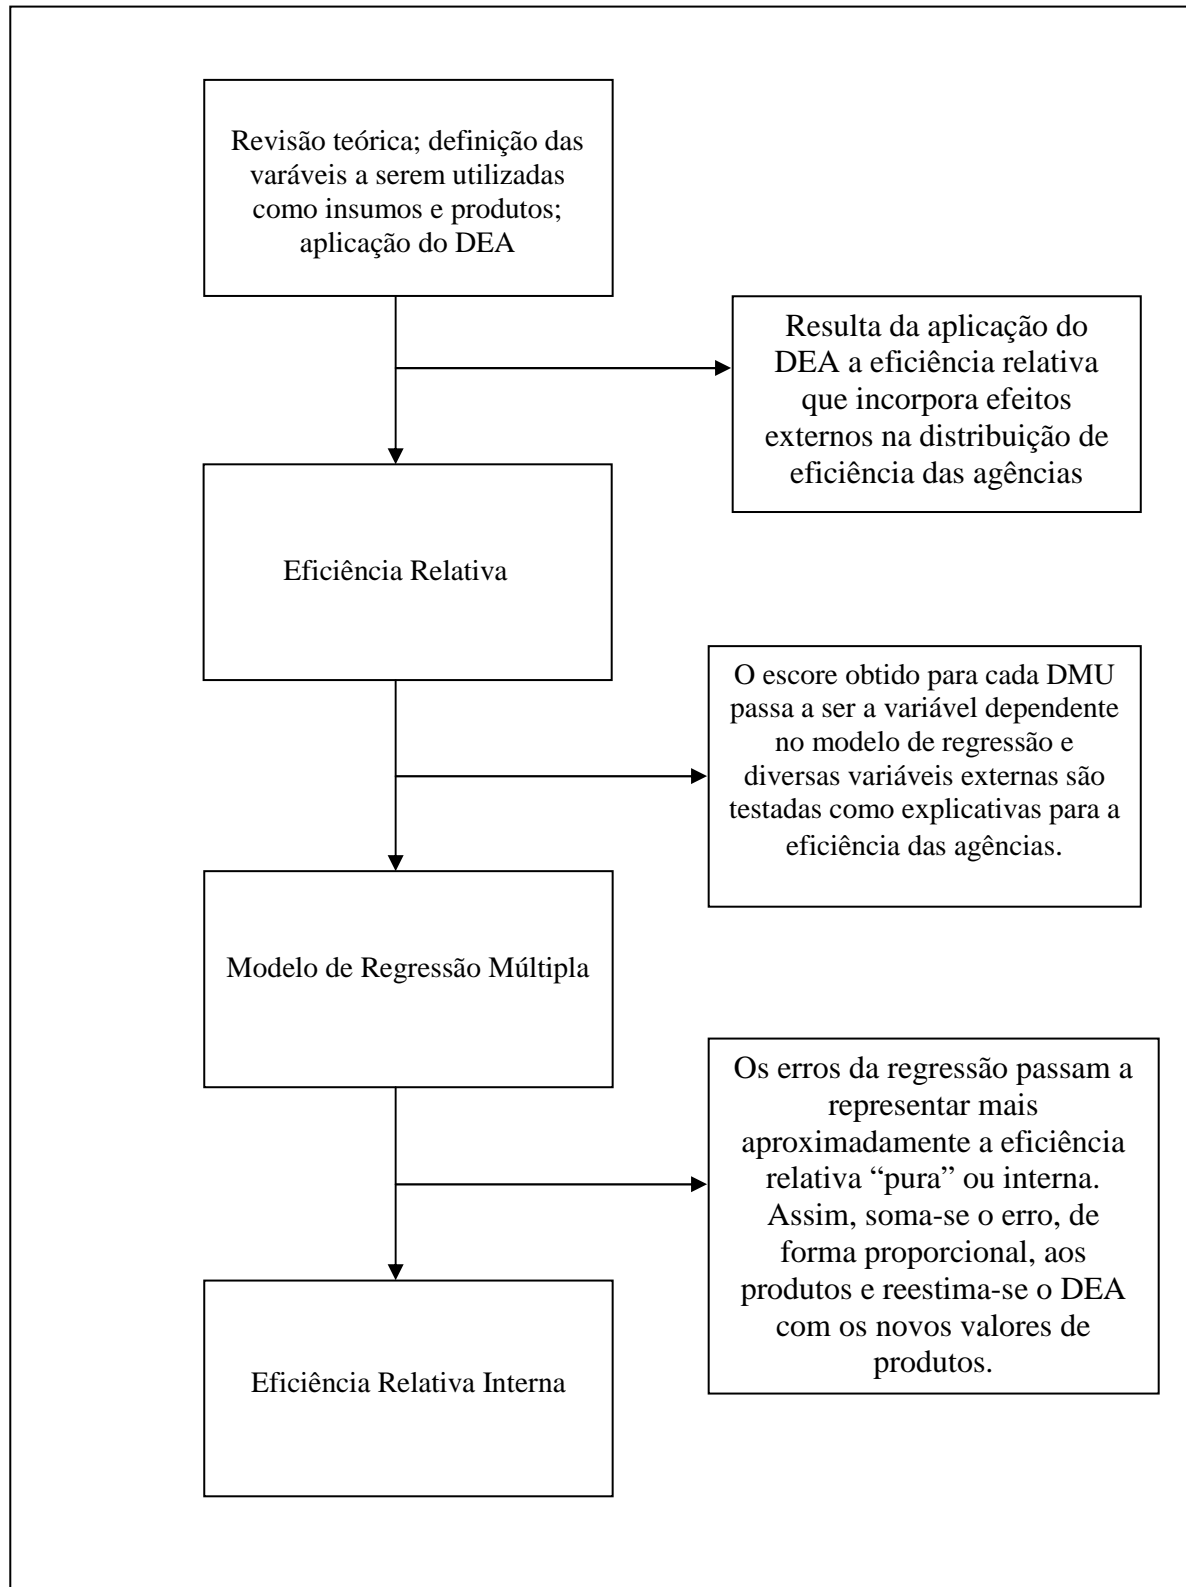 Revisão teórica; definição das
varáveis a serem utilizadas
como insumos e produtos;
aplicação do DEA
Resulta da aplicação do
DEA a eficiência relativa
que incorpora efeitos
externos na distribuição de
eficiência das agências
Eficiência Relativa
O escore obtido para cada DMU
passa a ser a variável dependente
no modelo de regressão e
diversas variáveis externas são
testadas como explicativas para a
eficiência das agências.
Modelo de Regressão Múltipla
Os erros da regressão passam a
representar mais
aproximadamente a eficiência
relativa “pura” ou interna.
Assim, soma-se o erro, de
forma proporcional, aos
produtos e reestima-se o DEA
com os novos valores de
produtos.
Eficiência Relativa Interna